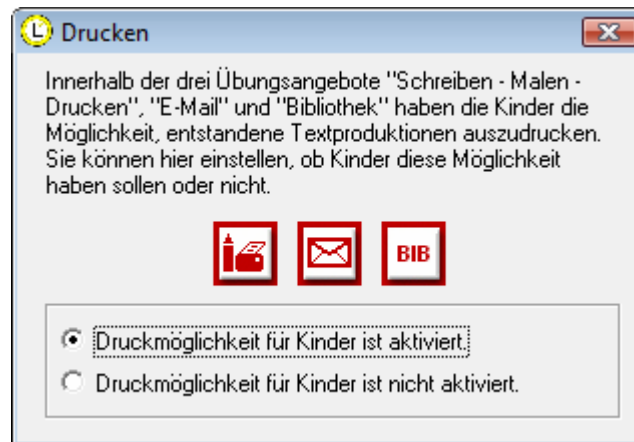 Drucken
Innerhalb der drei Übungsangebote "Schreiben - Malen -
Drucken", "E-Mail" und "Bibliothek" haben die Kinder die
Möglichkeit, entstandene Textproduktionen auszudrucken.
Sie können hier einstellen, ob Kinder diese Möglichkeit
haben sollen oder nicht.
BIB
Druckmöglichkeit für Kinder ist aktiviert.
Druckmöglichkeit für Kinder ist nicht aktiviert.